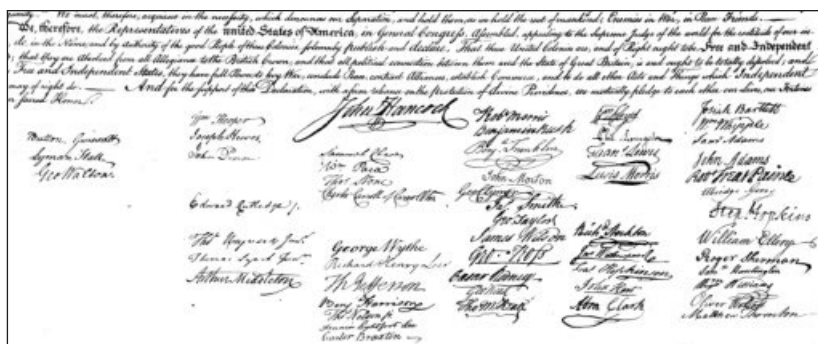 We must, therefore, acquiesce in the necessity, which denounces our Separation, and hold them, as we hold the rest of mankind, Enemies in War, in Peace Friends. —
We, therefore, the Representatives of the united States of America, in General Congress, Assembled, appealing to the Supreme Judge of the world for the rectitude of our in
do, in the Name, and by authority of the good People of these Colonies, solemnly publish and declare, That these United Colonies are, and of Right ought to be Free and Independent
; that they are Absolved from all Allegiance to the British Crown, and that all political connection between them and the State of Great Britain, is and ought to be totally dissolved; and
Free and Independent States, they have full Power to levy War, conclude Peace, contract Alliances, establish Commerce, and to do all other Acts and Things which Independent
may of right do. — And for the support of this Declaration, with a firm reliance on the protection of divine Providence, we mutually pledge to each other our Lives, our Fortunes
sacred Honor.
Button Gwinnett
Lyman Hall
Geo Walton.
Wm Hooper
Joseph Hewes
John Penn
Edward Rutledge
Thos Heyward Junr.
Thomas Lynch Junr.
Arthur Middleton
John Hancock
Samuel Chase
Wm Paca
Thos Stone
Charles Carroll of Carrollton
George Wythe
Richard Henry Lee
Th Jefferson
Benj Harrison
Thos Nelson jr
Francis Lightfoot Lee
Carter Braxton
Robt Morris
Benjamin Rush
Benj Franklin
John Morton
Geo Clymer
Jas Smith
Geo Taylor
James Wilson
Geo Ross
Caesar Rodney
Geo Read
Tho M:Kean
Wm Floyd
Phil Livingston
Frans Lewis
Lewis Morris
Richd Stockton
Jno Witherspoon
Fras Hopkinson
John Hart
Abra Clark
Josiah Bartlett
Wm Whipple
Saml Adams
John Adams
Robt Treat Paine
Elbridge Gerry
Step Hopkins
William Ellery
Roger Sherman
Saml Huntington
Wm Williams
Oliver Wolcott
Matthew Thornton